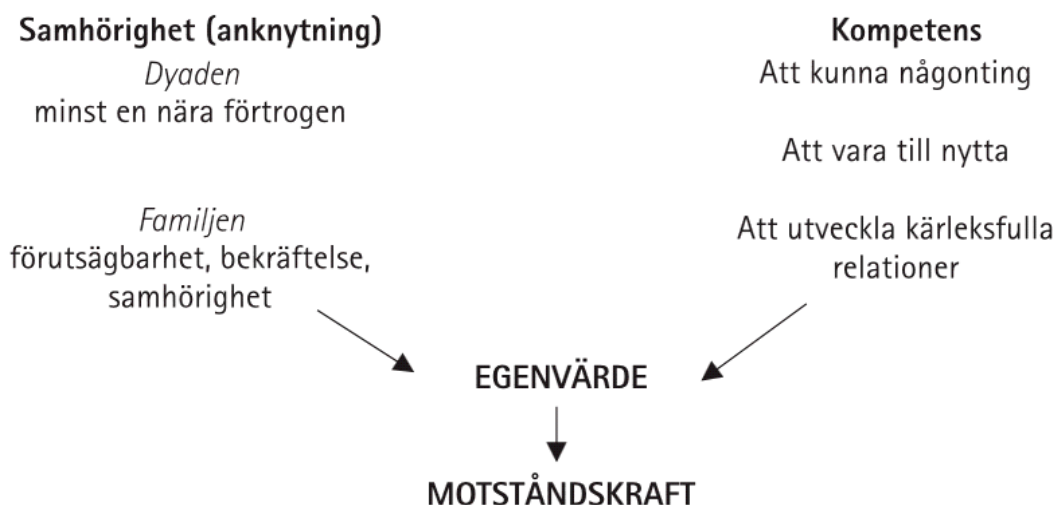 Samhörighet (anknytning)
Dyaden
minst en nära förtrogen
Familjen
förutsägbarhet, bekräftelse,
samhörighet
Kompetens
Att kunna någonting
Att vara till nytta
Att utveckla kärleksfulla
relationer
EGENVÄRDE
MOTSTÅNDSKRAFT